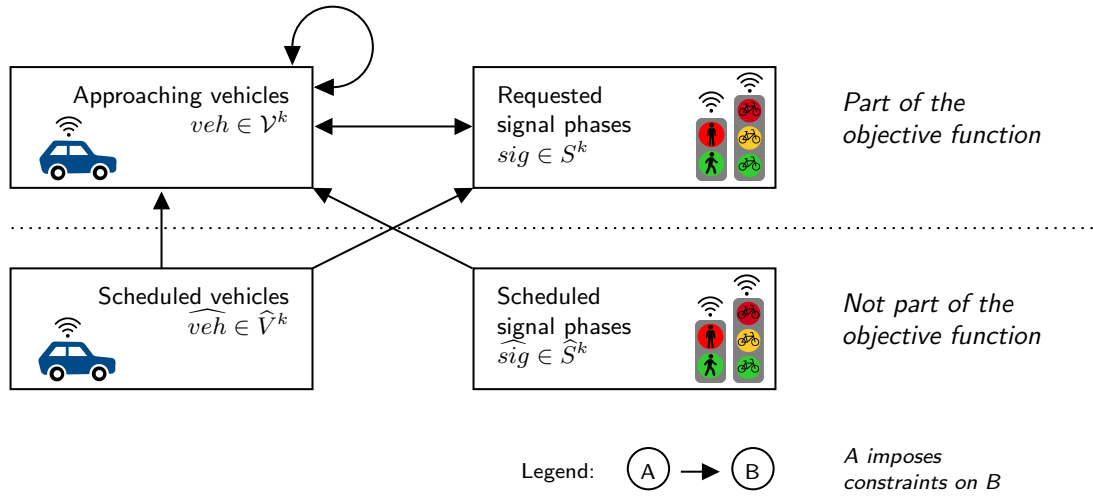 Approaching vehicles
veh ∈ 𝒱^k
Requested
signal phases
sig ∈ S^k
Part of the
objective function
Scheduled vehicles
\widehat{veh} ∈ \widehat{V}^k
Scheduled
signal phases
\widehat{sig} ∈ \widehat{S}^k
Not part of the
objective function
Legend: A B
A imposes
constraints on B